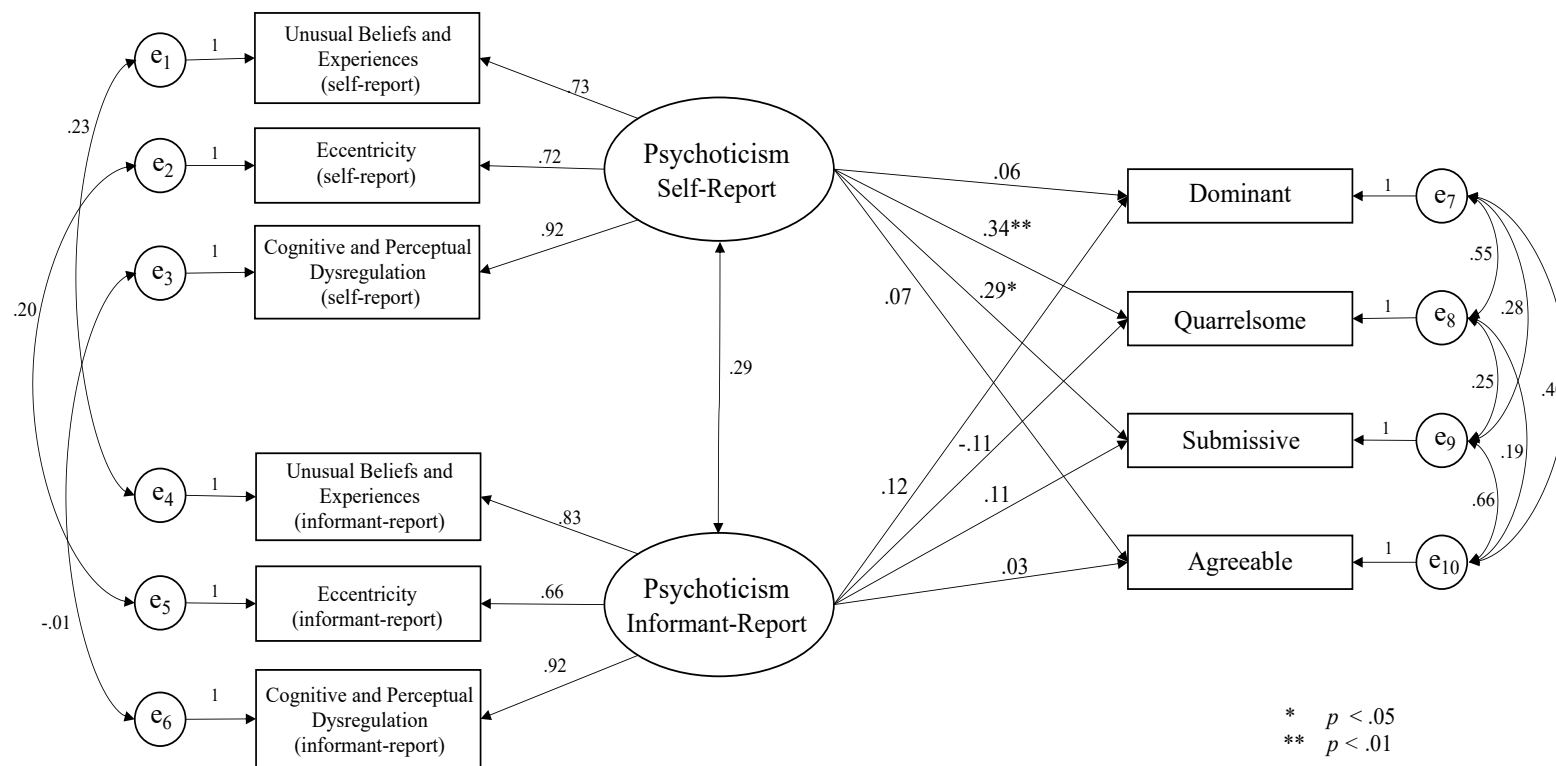 e1
1
Unusual Beliefs and
Experiences
(self-report)
.73
.23
e2
1
Eccentricity
(self-report)
.72
Psychoticism
Self-Report
e3
1
Cognitive and Perceptual
Dysregulation
(self-report)
.92
.20
.29
e4
1
Unusual Beliefs and
Experiences
(informant-report)
.83
e5
1
Eccentricity
(informant-report)
.66
Psychoticism
Informant-Report
-.01
e6
1
Cognitive and Perceptual
Dysregulation
(informant-report)
.92
.06
.34**
.29*
.07
.12
-.11
.11
.03
Dominant
1
e7
Quarrelsome
1
e8
Submissive
1
e9
Agreeable
1
e10
.55
.28
.25
.19
.66
* p < .05
** p < .01